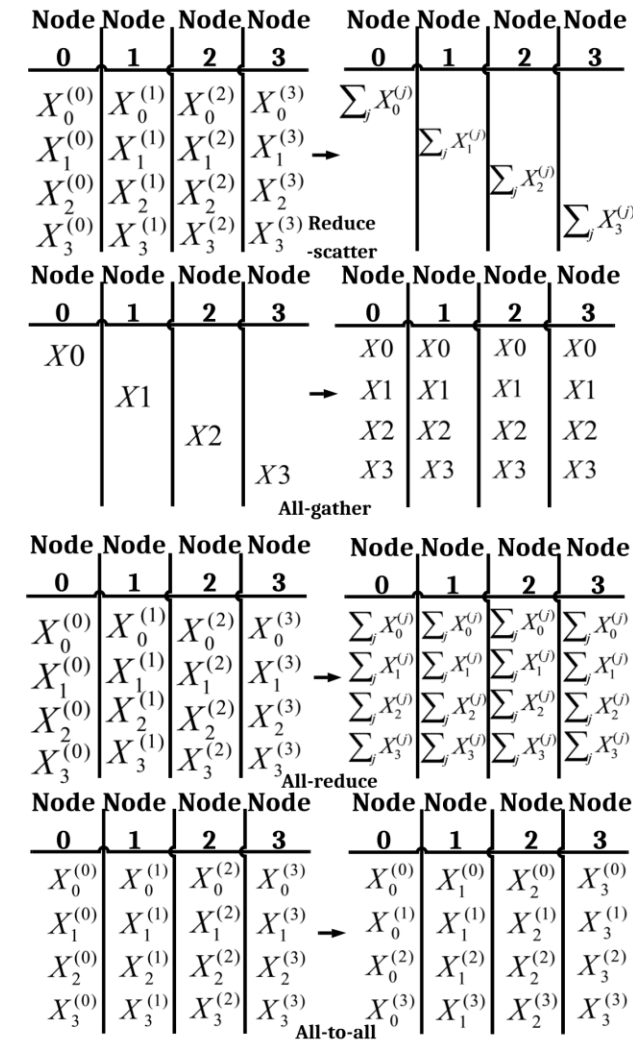 Node Node Node Node Node Node Node Node
0 1 2 3 0 1 2 3
X_0^{(0)} X_0^{(1)} X_0^{(2)} X_0^{(3)} ∑_j X_0^{(j)}
X_1^{(0)} X_1^{(1)} X_1^{(2)} X_1^{(3)} → ∑_j X_1^{(j)}
X_2^{(0)} X_2^{(1)} X_2^{(2)} X_2^{(3)} ∑_j X_2^{(j)}
X_3^{(0)} X_3^{(1)} X_3^{(2)} X_3^{(3)} ∑_j X_3^{(j)}
Reduce
-scatter
Node Node Node Node Node Node Node Node
0 1 2 3 0 1 2 3
X0 X0 X0 X0 X0
X1 → X1 X1 X1 X1
X2 X2 X2 X2 X2
X3 X3 X3 X3 X3
All-gather
Node Node Node Node Node Node Node Node
0 1 2 3 0 1 2 3
X_0^{(0)} X_0^{(1)} X_0^{(2)} X_0^{(3)} ∑_j X_0^{(j)} ∑_j X_0^{(j)} ∑_j X_0^{(j)} ∑_j X_0^{(j)}
X_1^{(0)} X_1^{(1)} X_1^{(2)} X_1^{(3)} → ∑_j X_1^{(j)} ∑_j X_1^{(j)} ∑_j X_1^{(j)} ∑_j X_1^{(j)}
X_2^{(0)} X_2^{(1)} X_2^{(2)} X_2^{(3)} ∑_j X_2^{(j)} ∑_j X_2^{(j)} ∑_j X_2^{(j)} ∑_j X_2^{(j)}
X_3^{(0)} X_3^{(1)} X_3^{(2)} X_3^{(3)} ∑_j X_3^{(j)} ∑_j X_3^{(j)} ∑_j X_3^{(j)} ∑_j X_3^{(j)}
All-reduce
Node Node Node Node Node Node Node Node
0 1 2 3 0 1 2 3
X_0^{(0)} X_0^{(1)} X_0^{(2)} X_0^{(3)} X_0^{(0)} X_1^{(0)} X_2^{(0)} X_3^{(0)}
X_1^{(0)} X_1^{(1)} X_1^{(2)} X_1^{(3)} → X_0^{(1)} X_1^{(1)} X_2^{(1)} X_3^{(1)}
X_2^{(0)} X_2^{(1)} X_2^{(2)} X_2^{(3)} X_0^{(2)} X_1^{(2)} X_2^{(2)} X_3^{(2)}
X_3^{(0)} X_3^{(1)} X_3^{(2)} X_3^{(3)} X_0^{(3)} X_1^{(3)} X_2^{(3)} X_3^{(3)}
All-to-all